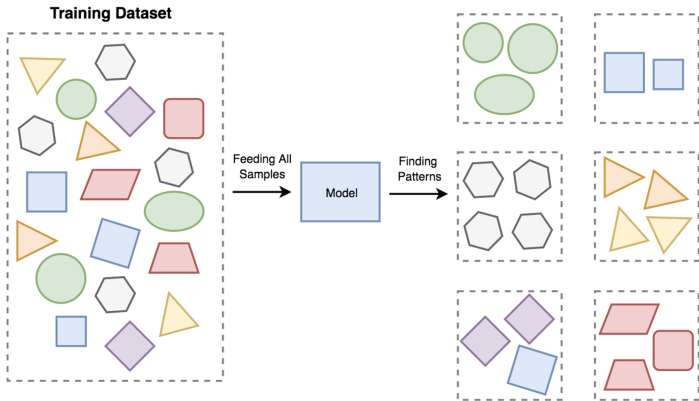 Training Dataset
Feeding All
Samples
Model
Finding
Patterns